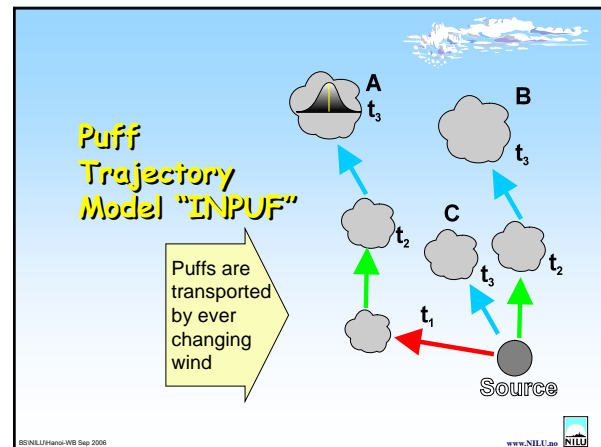 Puff
Trajectory
Model "INPUF"
Puffs are
transported
by ever
changing
wind
A
t3
B
t3
t2
C
t3
t2
t1
Source
BS\NILU\Hanoi-WB Sep 2006
www.NILU.no
NILU